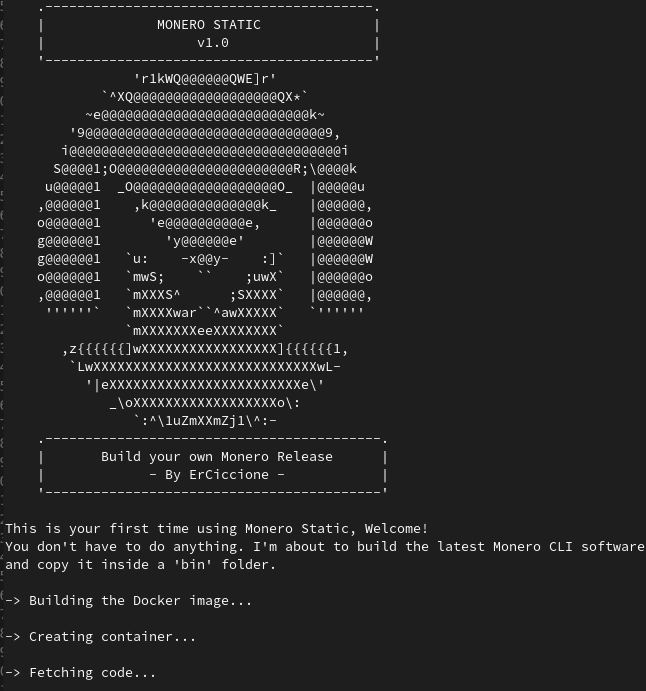 .-----------------------------------------.
|              MONERO STATIC              |
|                   v1.0                  |
'-----------------------------------------'
'r1kWQ@@@@@@QWE]r'
`^XQ@@@@@@@@@@@@@@@@@@QX*`
~e@@@@@@@@@@@@@@@@@@@@@@@@@@k~
'9@@@@@@@@@@@@@@@@@@@@@@@@@@@@@@9,
i@@@@@@@@@@@@@@@@@@@@@@@@@@@@@@@@@@i
S@@@@1;O@@@@@@@@@@@@@@@@@@@@@@R;\@@@@k
u@@@@@1  _O@@@@@@@@@@@@@@@@@@O_  |@@@@@u
,@@@@@@1    ,k@@@@@@@@@@@@@@k_    |@@@@@@,
o@@@@@@1      'e@@@@@@@@@@e,      |@@@@@@o
g@@@@@@1        'y@@@@@@e'        |@@@@@@W
g@@@@@@1   `u:    -x@@y-    :]`   |@@@@@@W
o@@@@@@1   `mwS;    ``    ;uwX`   |@@@@@@o
,@@@@@@1   `mXXXS^      ;SXXXX`   |@@@@@@,
''''''`   `mXXXXwar``^awXXXXX`   `''''''
`mXXXXXXXeeXXXXXXXX`
,z{{{{{{]wXXXXXXXXXXXXXXXXX]{{{{{{1,
`LwXXXXXXXXXXXXXXXXXXXXXXXXXXXXwL-
'|eXXXXXXXXXXXXXXXXXXXXXXXXe\'
_\oXXXXXXXXXXXXXXXXXXo\:
`:^\1uZmXXmZj1\^:-
.------------------------------------------.
|       Build your own Monero Release      |
|             - By ErCiccione -            |
'------------------------------------------'
This is your first time using Monero Static, Welcome!
You don't have to do anything. I'm about to build the latest Monero CLI software
and copy it inside a 'bin' folder.
-> Building the Docker image...
-> Creating container...
-> Fetching code...